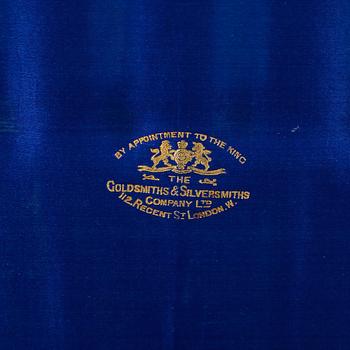 BY APPOINTMENT TO THE KING
THE
GOLDSMITHS & SILVERSMITHS
COMPANY LTD
112, REGENT ST LONDON. W.